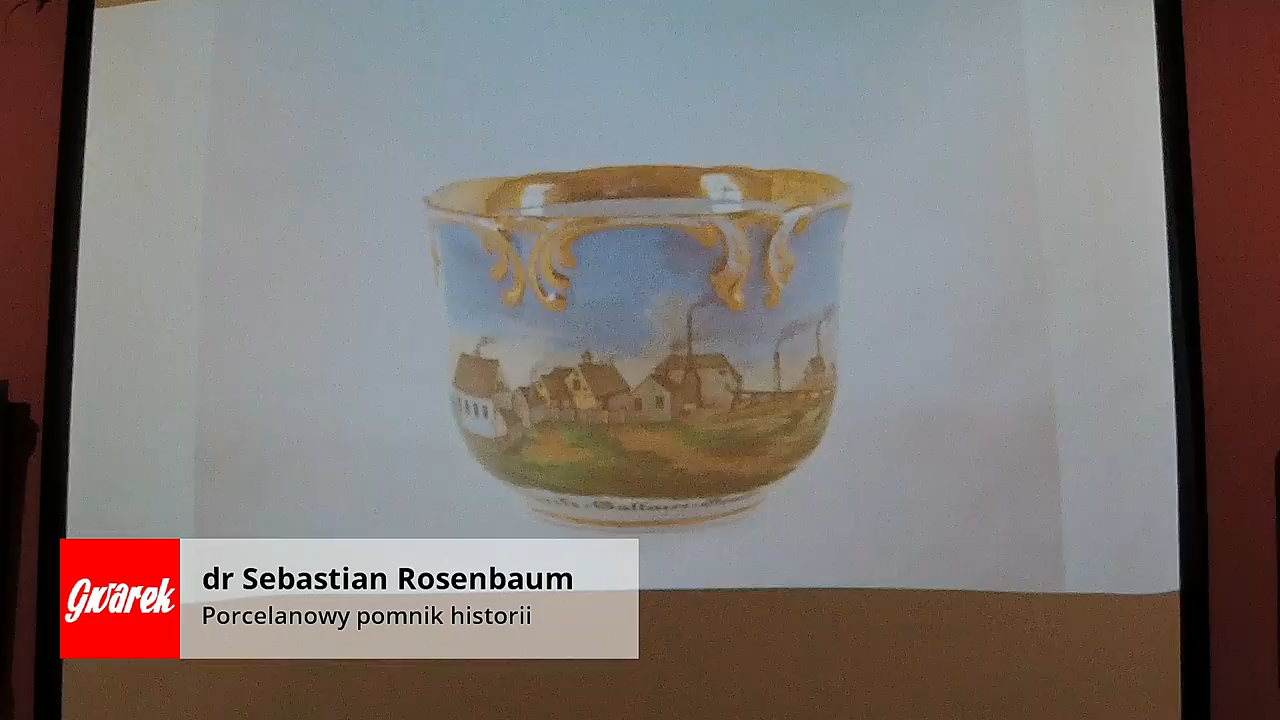 Gwarek
dr Sebastian Rosenbaum
Porcelanowy pomnik historii